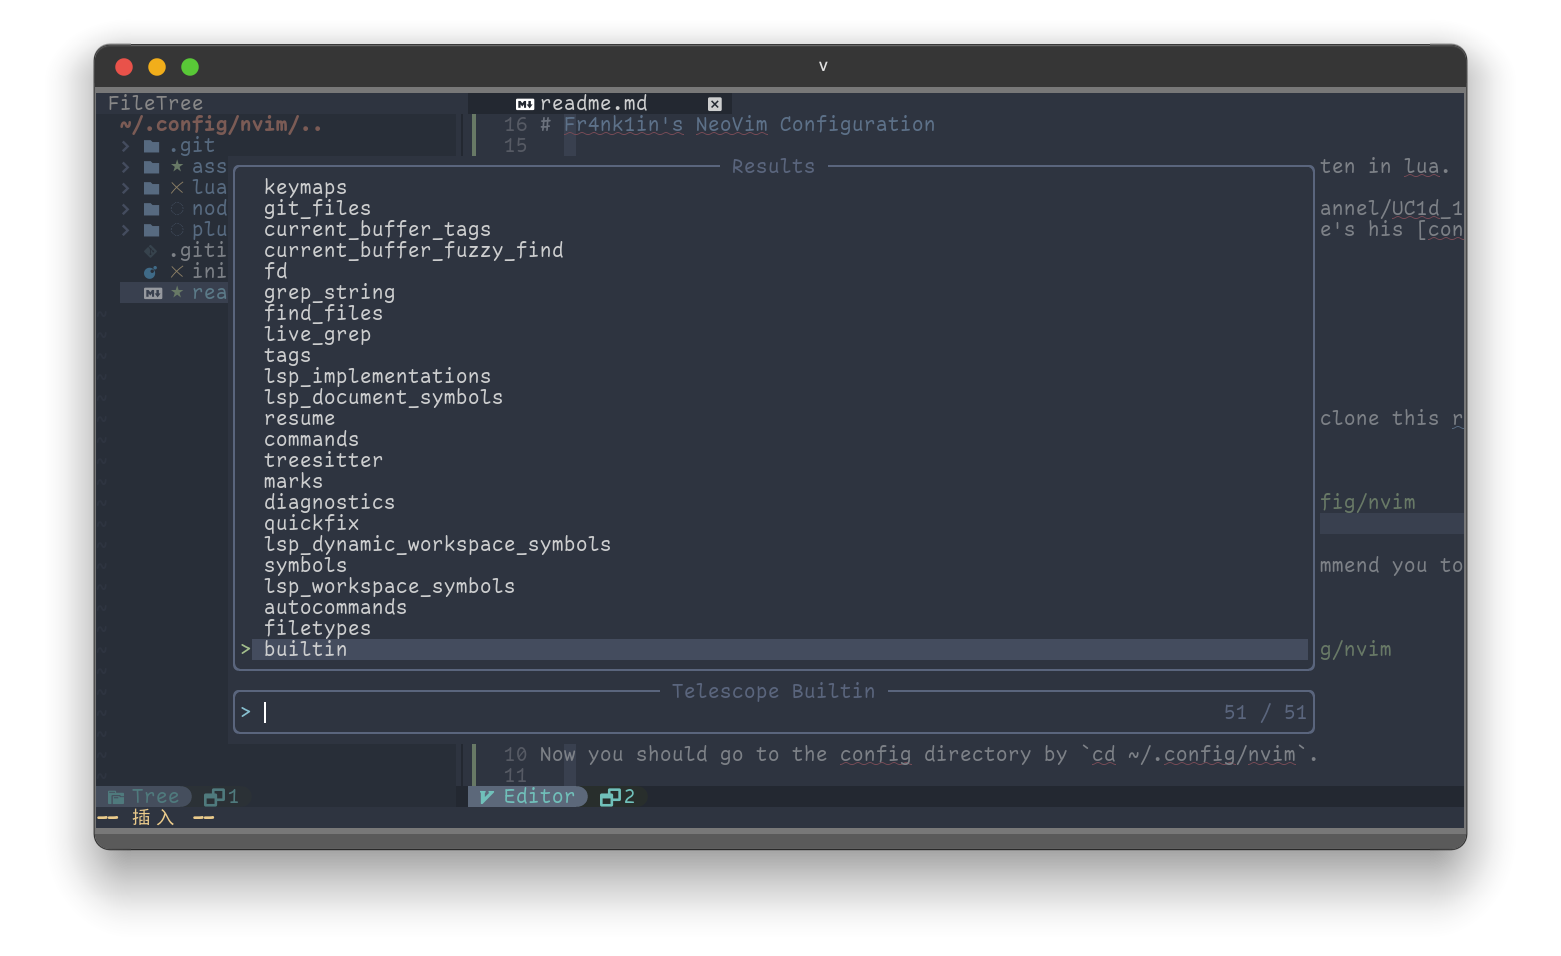 v
FileTree readme.md
~/.config/nvim/..
16 # Fr4nk1in's NeoVim Configuration
.git
15
ass
Results
ten in lua.
lua
keymaps
nod
git_files
annel/UC1d_1
plu
current_buffer_tags
e's his [con
.giti
current_buffer_fuzzy_find
ini
fd
rea
grep_string
find_files
live_grep
tags
lsp_implementations
lsp_document_symbols
resume
clone this r
commands
treesitter
marks
diagnostics
fig/nvim
quickfix
lsp_dynamic_workspace_symbols
symbols
mmend you to
lsp_workspace_symbols
autocommands
filetypes
> builtin
g/nvim
Telescope Builtin
> 51 / 51
10 Now you should go to the config directory by `cd ~/.config/nvim`.
11
Tree 1 Editor 2
-- 插入 --